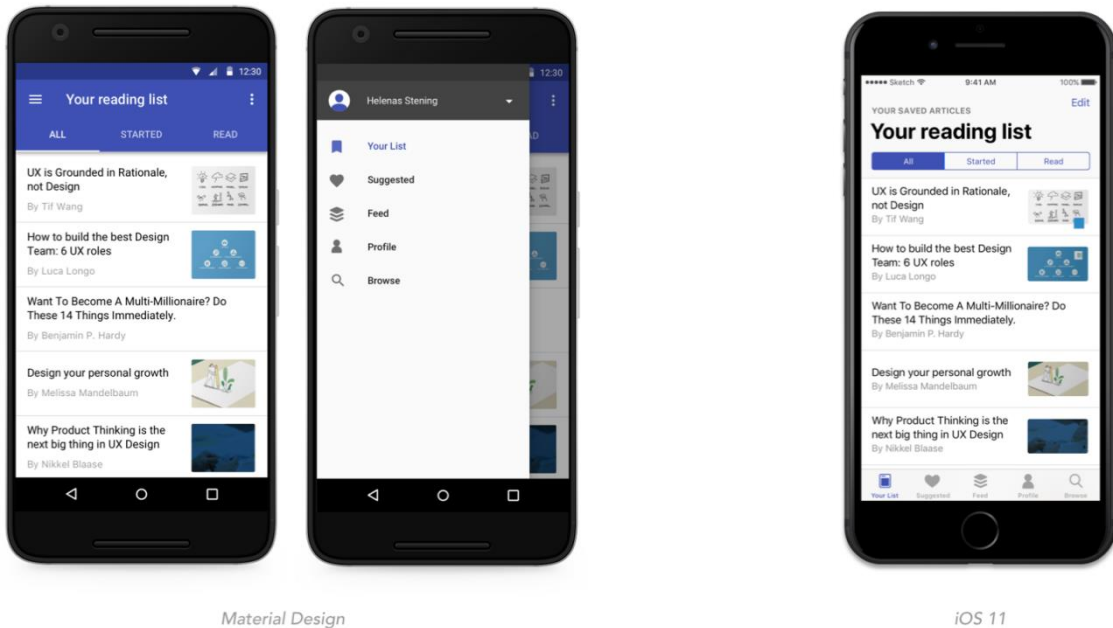 12:30
Your reading list
ALL STARTED READ
UX is Grounded in Rationale,
not Design
By Tif Wang
How to build the best Design
Team: 6 UX roles
By Luca Longo
Want To Become A Multi-Millionaire? Do
These 14 Things Immediately.
By Benjamin P. Hardy
Design your personal growth
By Melissa Mandelbaum
Why Product Thinking is the
next big thing in UX Design
By Nikkel Blaase
12:30
Helenas Stening
AD
Your List
Suggested
Feed
Profile
Browse
Material Design
Sketch 9:41 AM 100%
YOUR SAVED ARTICLES
Edit
Your reading list
All Started Read
UX is Grounded in Rationale,
not Design
By Tif Wang
How to build the best Design
Team: 6 UX roles
By Luca Longo
Want To Become A Multi-Millionaire? Do
These 14 Things Immediately.
By Benjamin P. Hardy
Design your personal growth
By Melissa Mandelbaum
Why Product Thinking is the
next big thing in UX Design
By Nikkel Blaase
Your List Suggested Feed Profile Browse
iOS 11